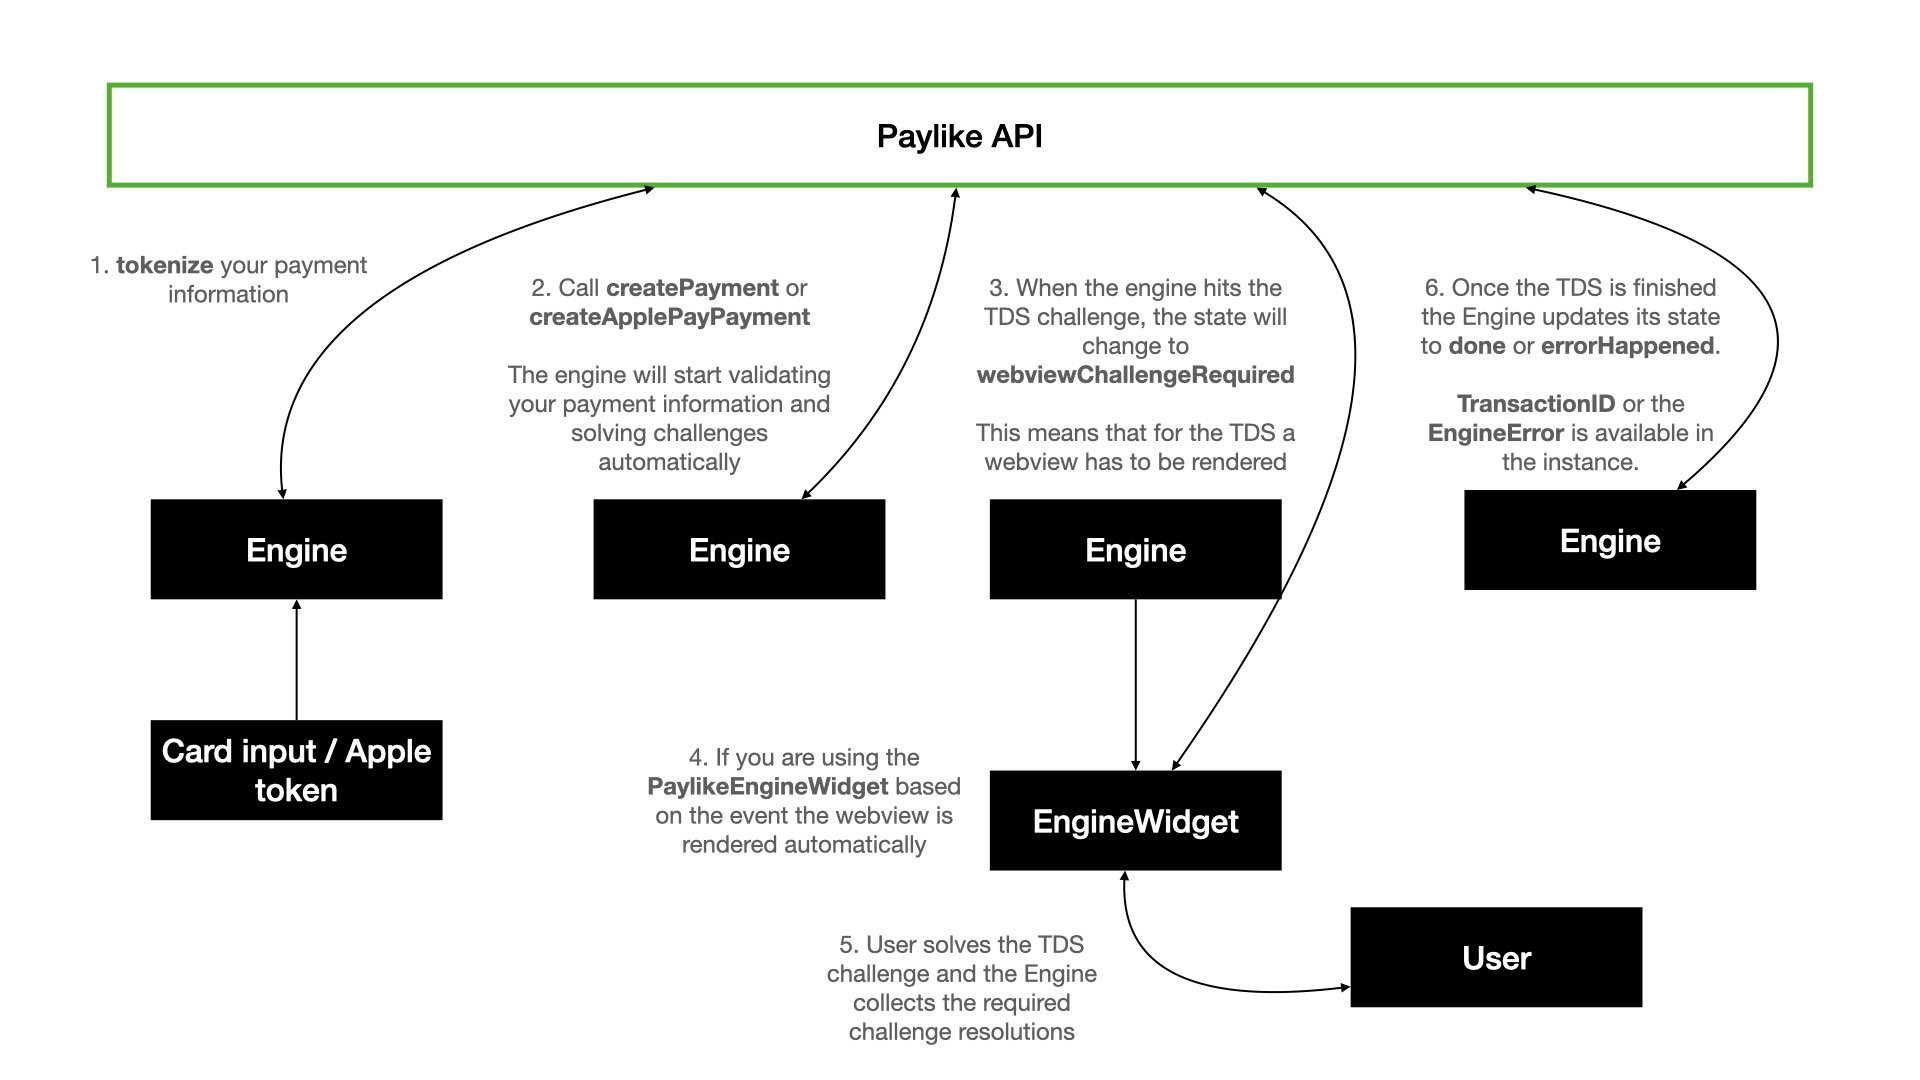 Paylike API
1. tokenize your payment
information
2. Call createPayment or
createApplePayPayment
The engine will start validating
your payment information and
solving challenges
automatically
3. When the engine hits the
TDS challenge, the state will
change to
webviewChallengeRequired
This means that for the TDS a
webview has to be rendered
6. Once the TDS is finished
the Engine updates its state
to done or errorHappened.
TransactionID or the
EngineError is available in
the instance.
Engine
Engine
Engine
Engine
Card input / Apple
token
4. If you are using the
PaylikeEngineWidget based
on the event the webview is
rendered automatically
EngineWidget
5. User solves the TDS
challenge and the Engine
collects the required
challenge resolutions
User